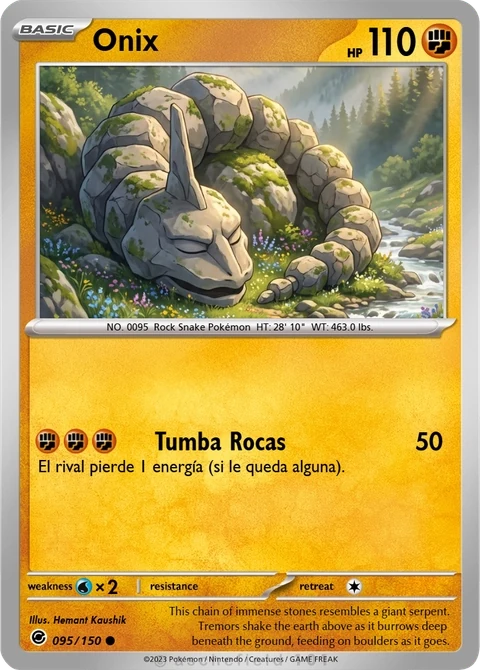 BASIC
Onix
HP 110
NO. 0095 Rock Snake Pokémon HT: 28' 10" WT: 463.0 lbs.
Tumba Rocas 50
El rival pierde 1 energía (si le queda alguna).
weakness ×2 resistance retreat
Illus. Hemant Kaushik
095/150
This chain of immense stones resembles a giant serpent.
Tremors shake the earth above as it burrows deep
beneath the ground, feeding on boulders as it goes.
©2023 Pokémon / Nintendo / Creatures / GAME FREAK